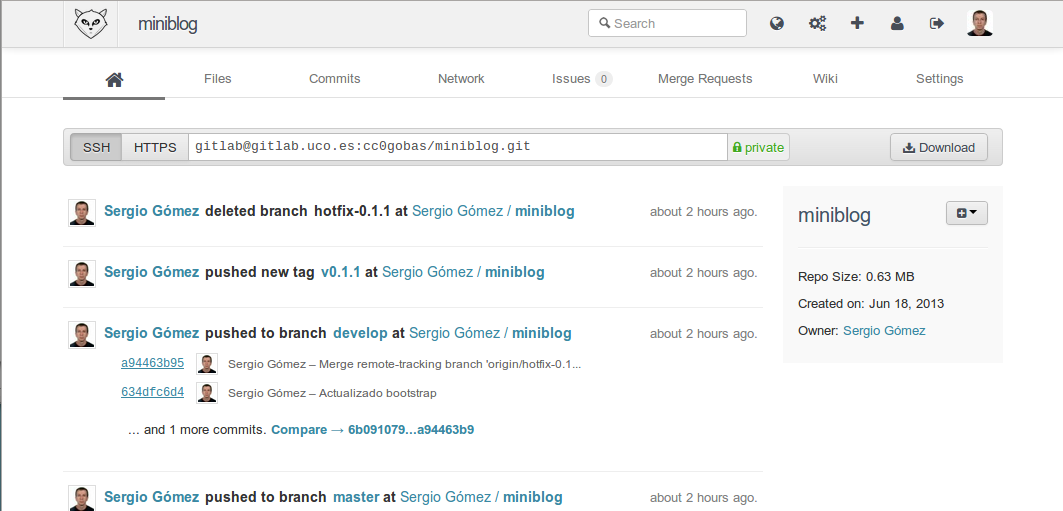 miniblog Search
Files Commits Network Issues 0 Merge Requests Wiki Settings
SSH HTTPS gitlab@gitlab.uco.es:cc0gobas/miniblog.git private Download
Sergio Gómez deleted branch hotfix-0.1.1 at Sergio Gómez / miniblog about 2 hours ago.
miniblog
Sergio Gómez pushed new tag v0.1.1 at Sergio Gómez / miniblog about 2 hours ago.
Repo Size: 0.63 MB
Created on: Jun 18, 2013
Owner: Sergio Gómez
Sergio Gómez pushed to branch develop at Sergio Gómez / miniblog about 2 hours ago.
a94463b95 Sergio Gómez – Merge remote-tracking branch 'origin/hotfix-0.1...
634dfc6d4 Sergio Gómez – Actualizado bootstrap
... and 1 more commits. Compare → 6b091079...a94463b9
Sergio Gómez pushed to branch master at Sergio Gómez / miniblog about 2 hours ago.